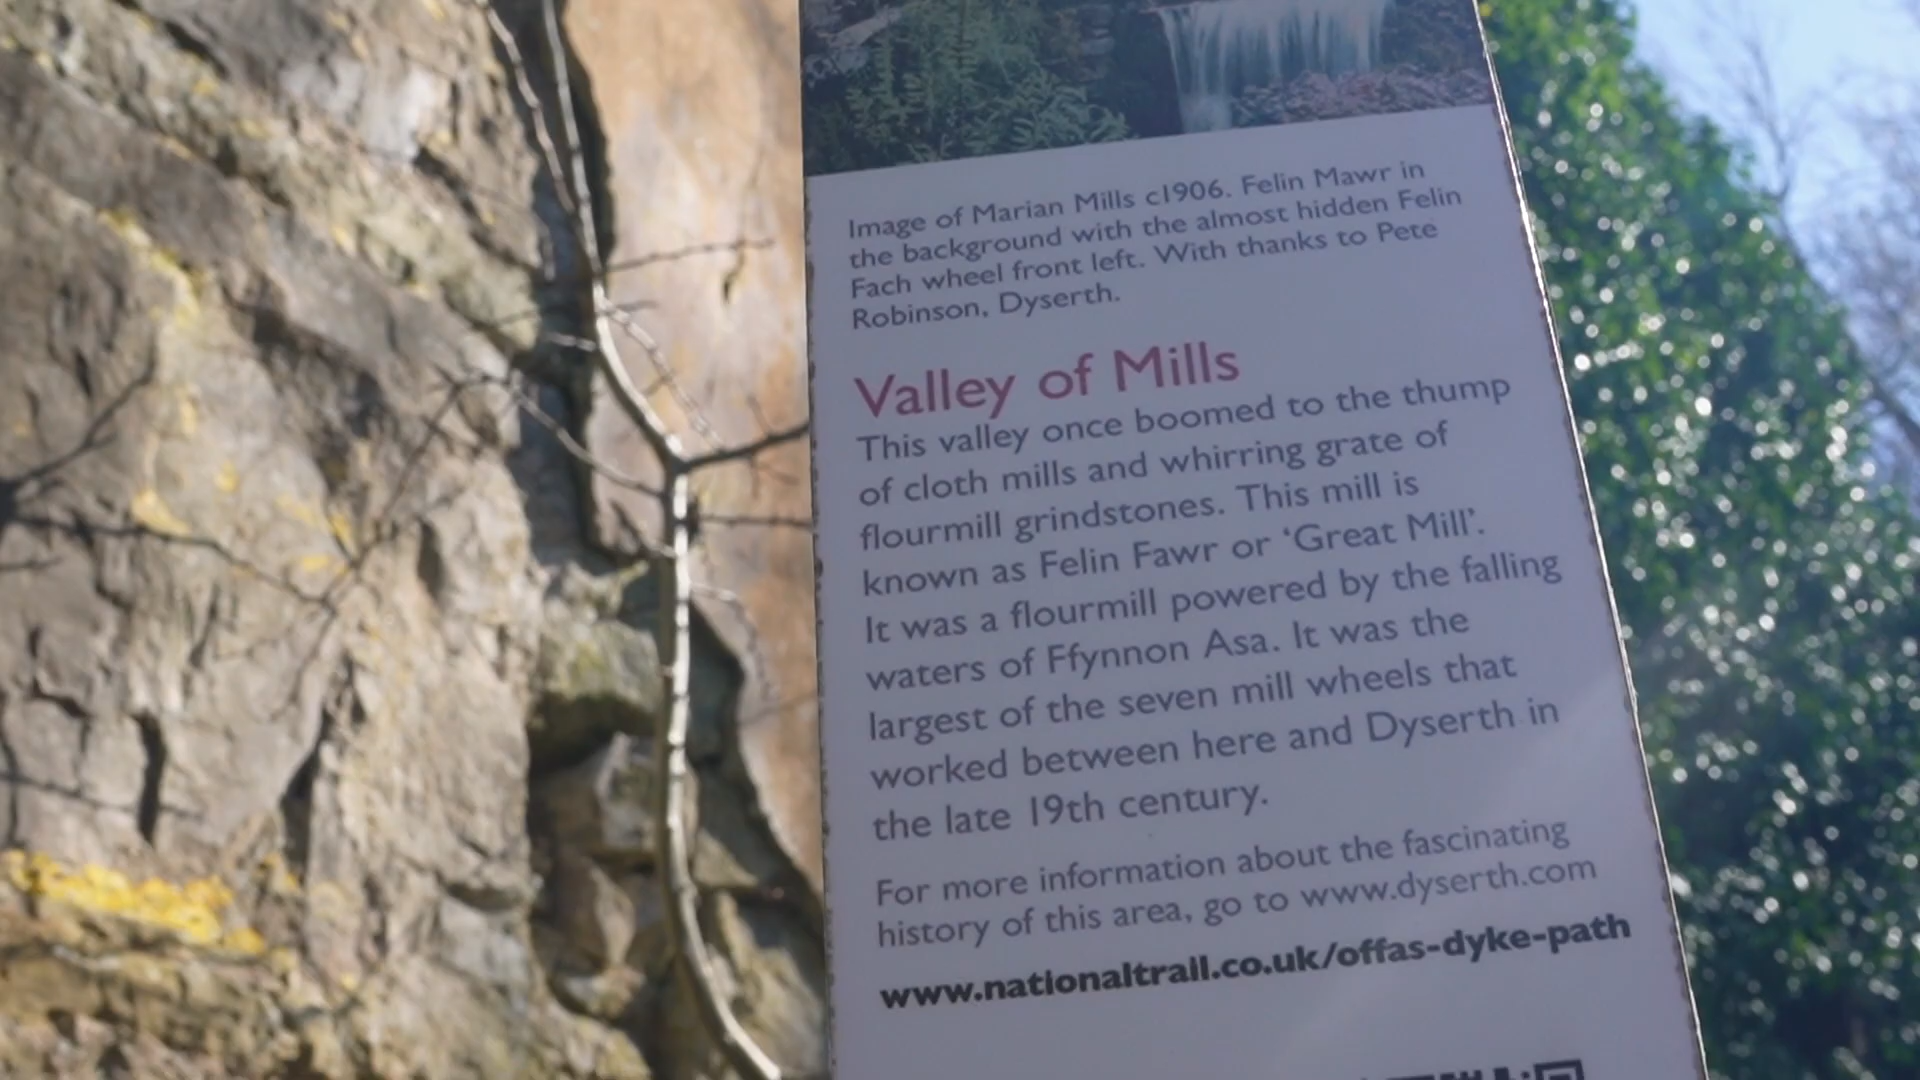 Image of Marian Mills c1906. Felin Mawr in
the background with the almost hidden Felin
Fach wheel front left. With thanks to Pete
Robinson, Dyserth.
Valley of Mills
This valley once boomed to the thump
of cloth mills and whirring grate of
flourmill grindstones. This mill is
known as Felin Fawr or ‘Great Mill’.
It was a flourmill powered by the falling
waters of Ffynnon Asa. It was the
largest of the seven mill wheels that
worked between here and Dyserth in
the late 19th century.
For more information about the fascinating
history of this area, go to www.dyserth.com
www.nationaltrail.co.uk/offas-dyke-path